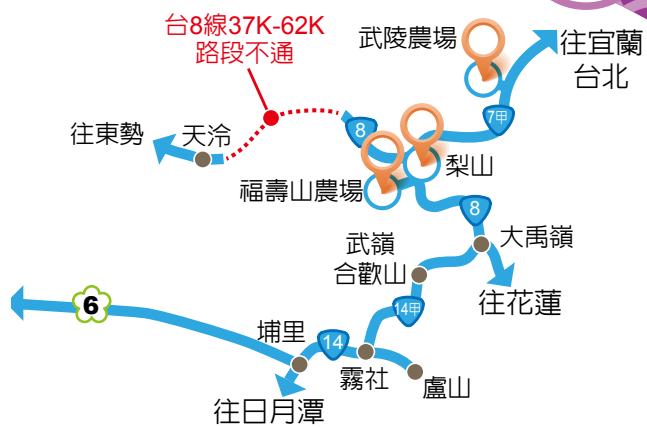 台8線37K-62K
路段不通
武陵農場
往宜蘭
台北
7甲
往東勢
天冷
8
梨山
福壽山農場
8
大禹嶺
武嶺
合歡山
往花蓮
14甲
6
埔里
14
霧社
盧山
往日月潭